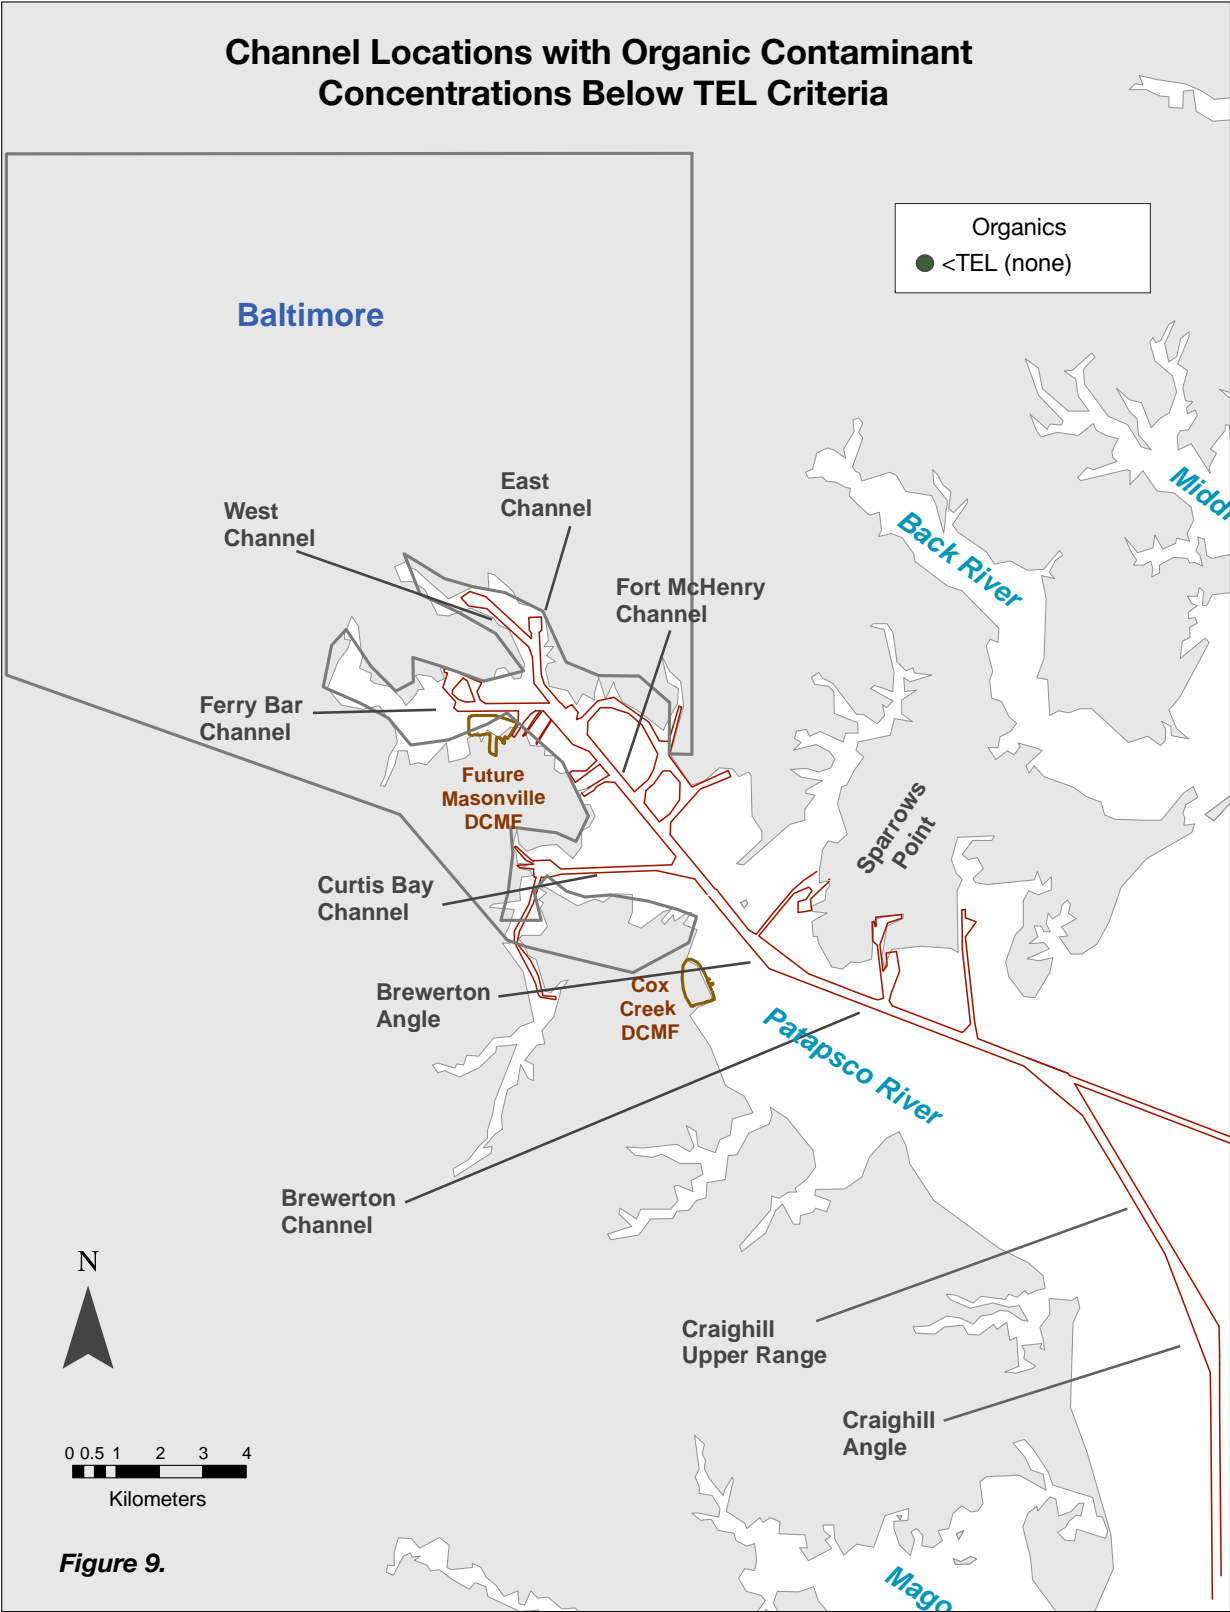 Channel Locations with Organic Contaminant
Concentrations Below TEL Criteria
Organics
<TEL (none)
Baltimore
East
Channel
West
Channel
Fort McHenry
Channel
Back River
Middl
Ferry Bar
Channel
Future
Masonville
DCMF
Sparrows
Point
Curtis Bay
Channel
Brewerton
Angle
Cox
Creek
DCMF
Patapsco River
Brewerton
Channel
N
Craighill
Upper Range
Craighill
Angle
0 0.5 1 2 3 4
Kilometers
Figure 9.
Mago